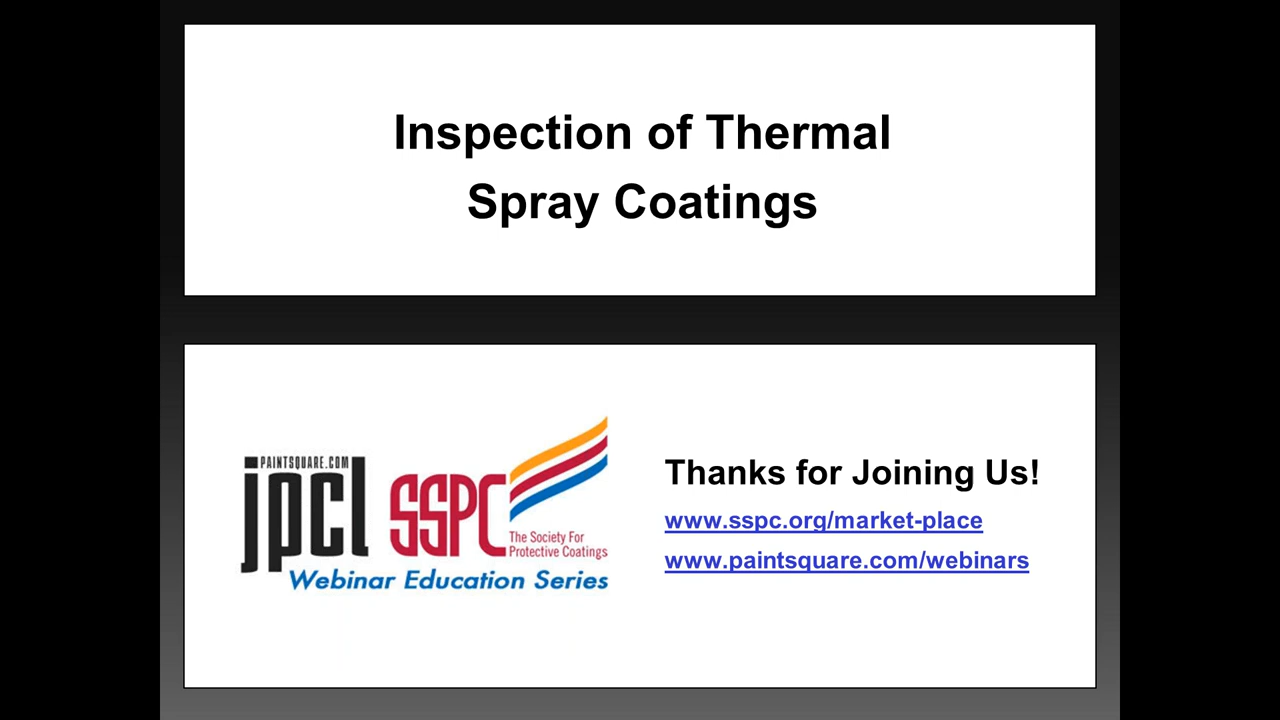 Inspection of Thermal
Spray Coatings
PAINTSQUARE.COM
jpcl
SSPC
The Society For
Protective Coatings
Webinar Education Series
Thanks for Joining Us!
www.sspc.org/market-place
www.paintsquare.com/webinars